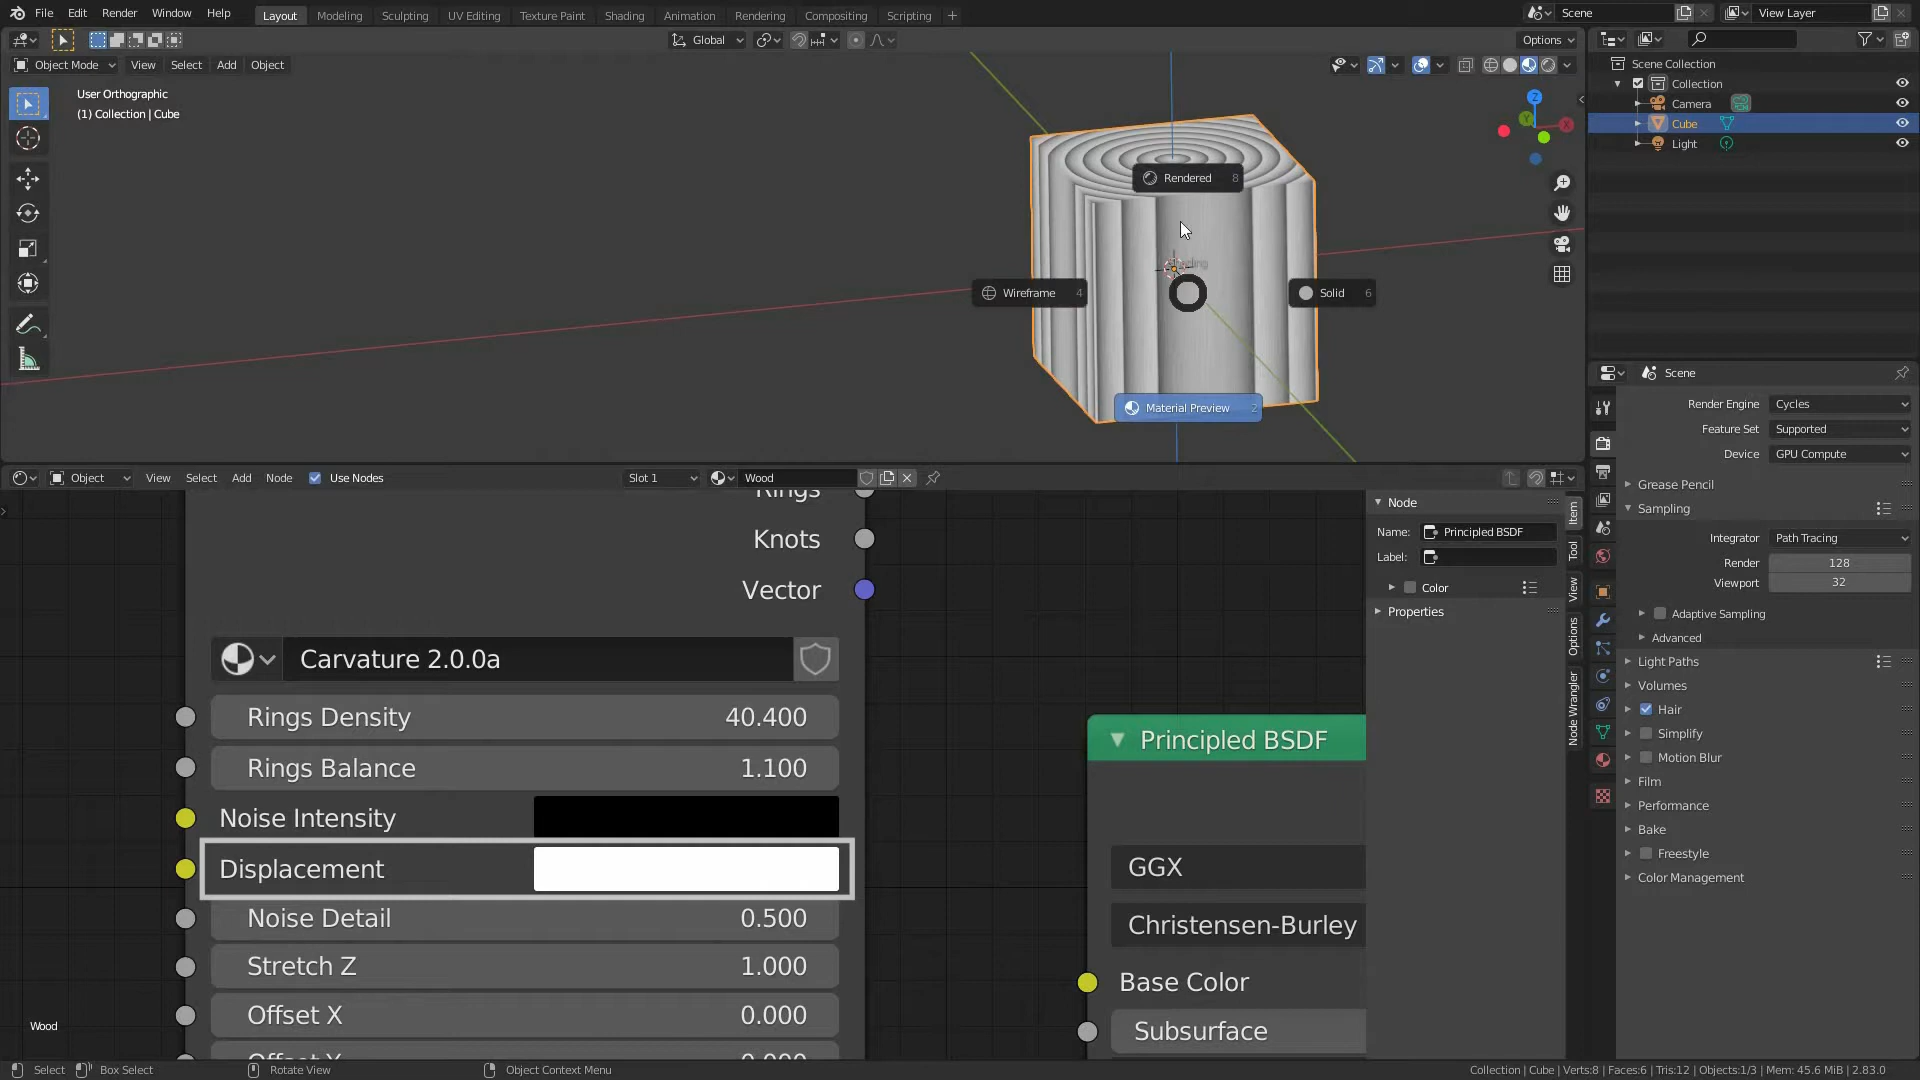 File Edit Render Window Help Layout Modeling Sculpting UV Editing Texture Paint Shading Animation Rendering Compositing Scripting + Scene View Layer
Global Options
Object Mode View Select Add Object
User Orthographic
(1) Collection | Cube
Z
Y
X
Rendered 8
Wireframe 4
Solid 6
Material Preview 2
Scene Collection
Collection
Camera
Cube
Light
Scene
Render Engine Cycles
Feature Set Supported
Device GPU Compute
Grease Pencil
Sampling
Integrator Path Tracing
Render 128
Viewport 32
Adaptive Sampling
Advanced
Light Paths
Volumes
Hair
Simplify
Motion Blur
Film
Performance
Bake
Freestyle
Color Management
Object View Select Add Node Use Nodes Slot 1 Wood
Rings
Knots
Vector
Carvature 2.0.0a
Rings Density 40.400
Rings Balance 1.100
Noise Intensity
Displacement
Noise Detail 0.500
Stretch Z 1.000
Offset X 0.000
Wood
Principled BSDF
GGX
Christensen-Burley
Base Color
Subsurface
Node
Name: Principled BSDF
Label:
Color
Properties
Item
Tool
View
Options
Node Wrangler
Select Box Select Rotate View Object Context Menu Collection | Cube | Verts:8 | Faces:6 | Tris:12 | Objects:1/3 | Mem: 45.6 MiB | 2.83.0